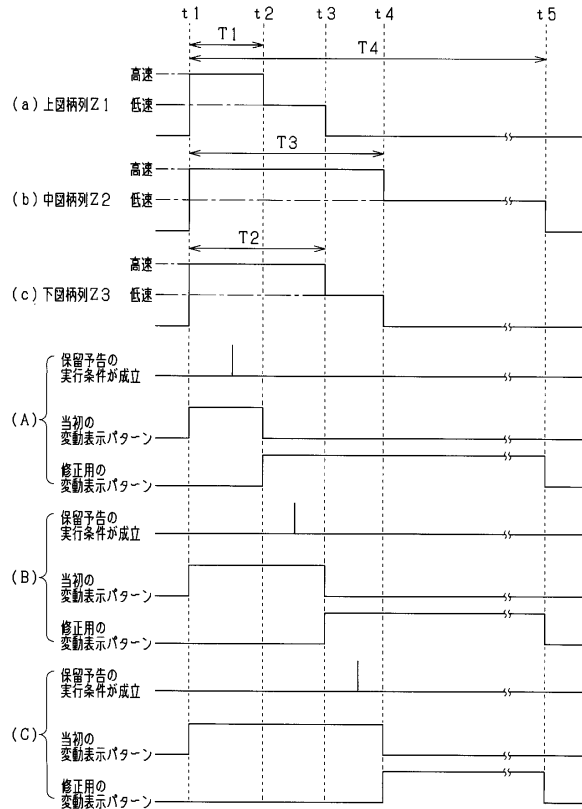 t1 t2 t3 t4 t5
T1
T4
高速
(a)上図柄列Z1 低速
T3
高速
(b)中図柄列Z2 低速
T2
高速
(c)下図柄列Z3 低速
(A)
保留予告の
実行条件が成立
当初の
変動表示パターン
修正用の
変動表示パターン
(B)
保留予告の
実行条件が成立
当初の
変動表示パターン
修正用の
変動表示パターン
(C)
保留予告の
実行条件が成立
当初の
変動表示パターン
修正用の
変動表示パターン